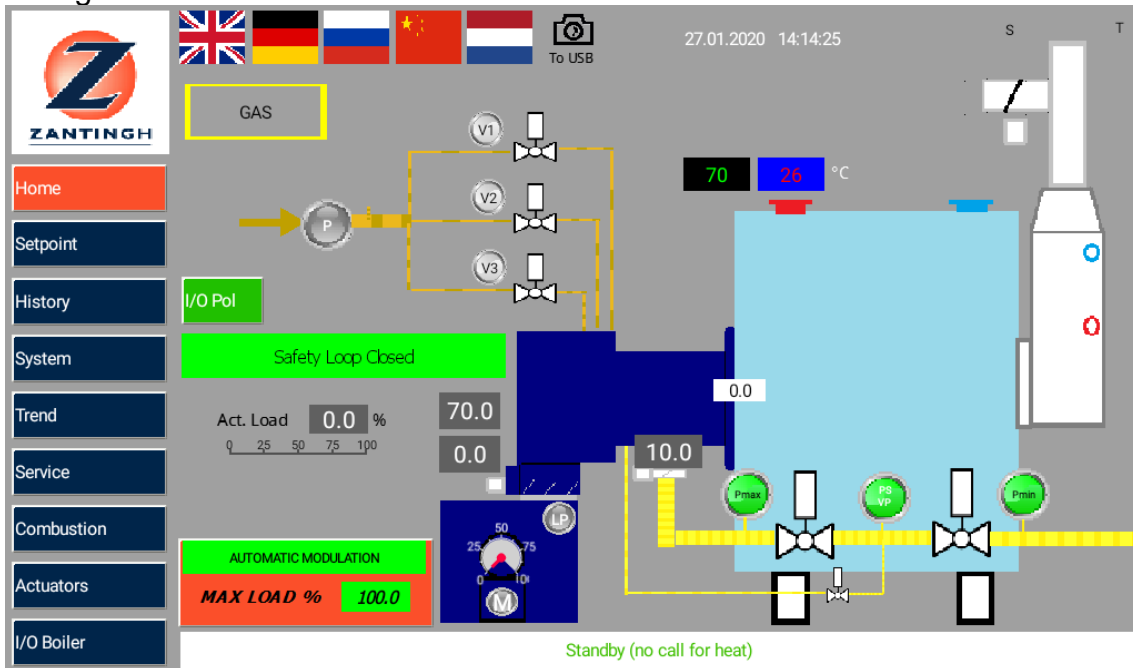 To USB
27.01.2020 14:14:25
S
T
ZANTINGH
GAS
V1
V2
V3
P
70
26
°C
Home
Setpoint
History
System
Trend
Service
Combustion
Actuators
I/O Boiler
I/O Pol
Safety Loop Closed
Act. Load 0.0 %
0 25 50 75 100
70.0
0.0
0.0
10.0
Pmax
PS
VP
Pmin
LP
50
25
75
0
M
AUTOMATIC MODULATION
MAX LOAD % 100.0
Standby (no call for heat)